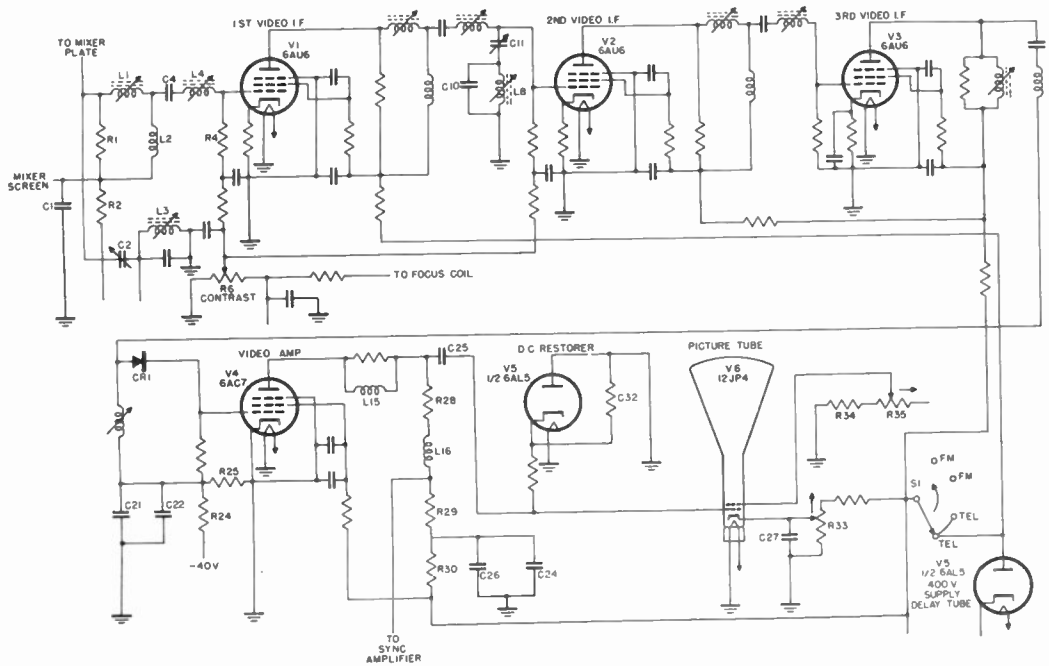 1ST VIDEO I.F
2ND VIDEO I.F
3RD VIDEO I.F
TO MIXER
PLATE
V1
6AU6
V2
6AU6
V3
6AU6
C11
L1
C4
L4
C10
L8
R1
L2
R4
MIXER
SCREEN
C1
R2
L3
C2
R6
CONTRAST
TO FOCUS COIL
VIDEO AMP
V4
6AC7
C25
DC RESTORER
V5
1/2 6AL5
PICTURE TUBE
V6
12JP4
CR1
L15
R28
C32
R34
R35
L16
FM
FM
S1
TEL
TEL
R25
C21
C22
R24
-40V
R29
R30
C26
C24
C27
R33
V5
1/2 6AL5
400 V
SUPPLY
DELAY TUBE
TO
SYNC
AMPLIFIER